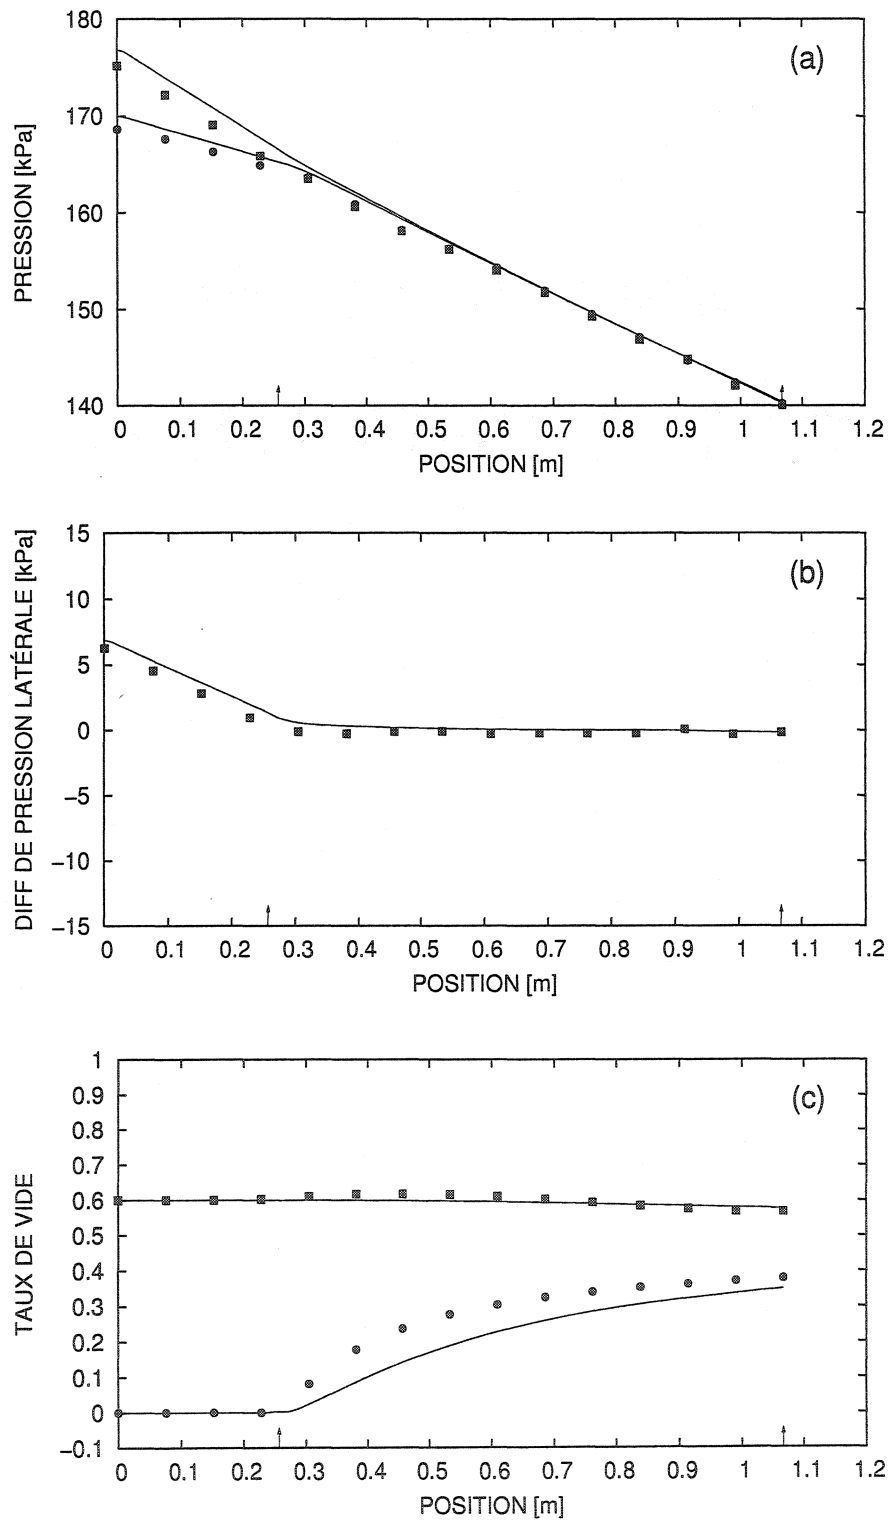 180
170
160
150
140
PRESSION [kPa]
(a)
0 0.1 0.2 0.3 0.4 0.5 0.6 0.7 0.8 0.9 1 1.1 1.2
POSITION [m]
15
10
5
0
−5
−10
−15
DIFF DE PRESSION LATÉRALE [kPa]
(b)
0 0.1 0.2 0.3 0.4 0.5 0.6 0.7 0.8 0.9 1 1.1 1.2
POSITION [m]
1
0.9
0.8
0.7
0.6
0.5
0.4
0.3
0.2
0.1
0
−0.1
TAUX DE VIDE
(c)
0 0.1 0.2 0.3 0.4 0.5 0.6 0.7 0.8 0.9 1 1.1 1.2
POSITION [m]